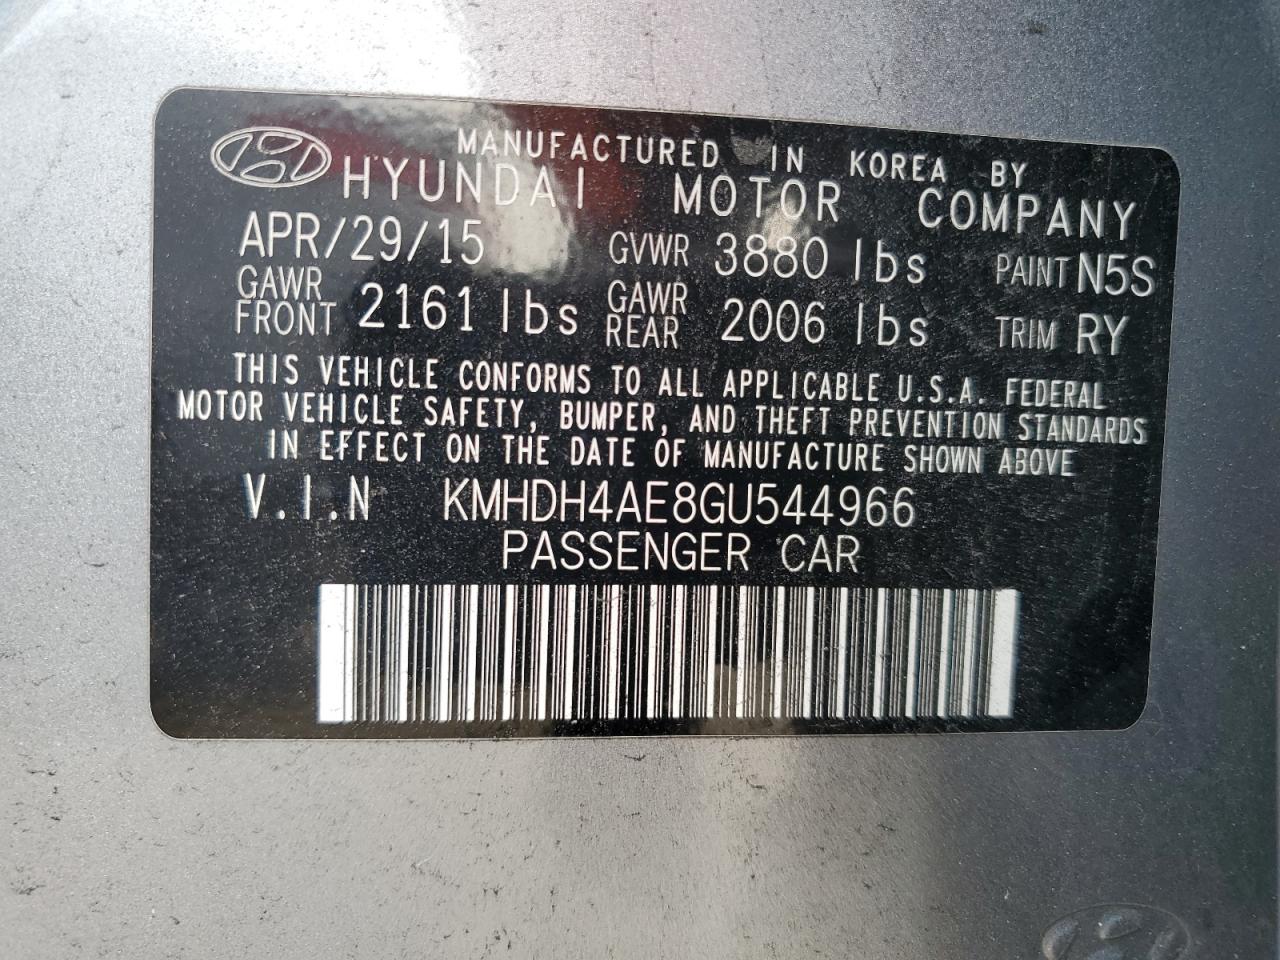 MANUFACTURED IN KOREA BY
HYUNDAI MOTOR COMPANY
APR/29/15 GVWR 3880 lbs PAINT N5S
GAWR FRONT 2161 lbs GAWR REAR 2006 lbs TRIM RY
THIS VEHICLE CONFORMS TO ALL APPLICABLE U.S.A. FEDERAL
MOTOR VEHICLE SAFETY, BUMPER, AND THEFT PREVENTION STANDARDS
IN EFFECT ON THE DATE OF MANUFACTURE SHOWN ABOVE
V.I.N KMHDH4AE8GU544966
PASSENGER CAR